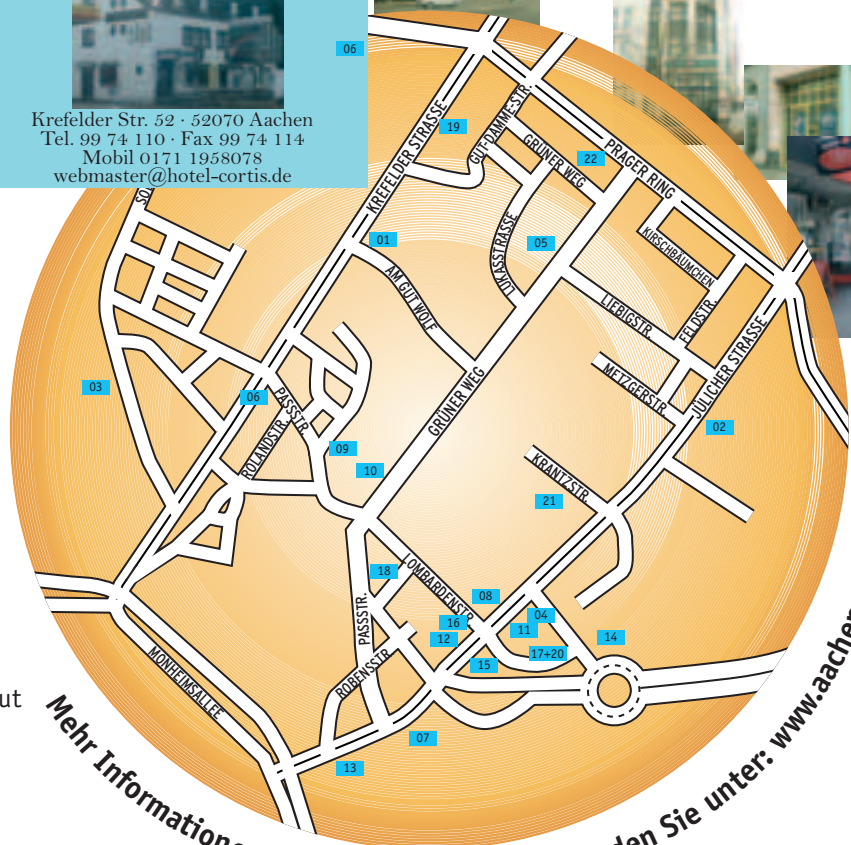 Krefelder Str. 52 · 52070 Aachen
Tel. 99 74 110 · Fax 99 74 114
Mobil 0171 1958078
webmaster@hotel-cortis.de
06
19
KREFELDER STRASSE
GUT-DAMME-STR.
GRÜNER WEG
22
PRAGER RING
01
05
LUKASSTRASSE
KIRSCHBÄUMCHEN
AM GUT WOLF
LIEBIGSTR.
FELDSTR.
JÜLICHER STRASSE
METZGERSTR.
03
06
PASSSTR.
ROLANDSTR.
GRÜNER WEG
02
09
10
KRANTZSTR.
21
18
LOMBARDENSTR.
08
16
04
11
12
14
PASSSTR.
17+20
15
ROBENSSTR
MONHEIMSALLEE
07
13
ut
Mehr
den Sie unter: www.aachen